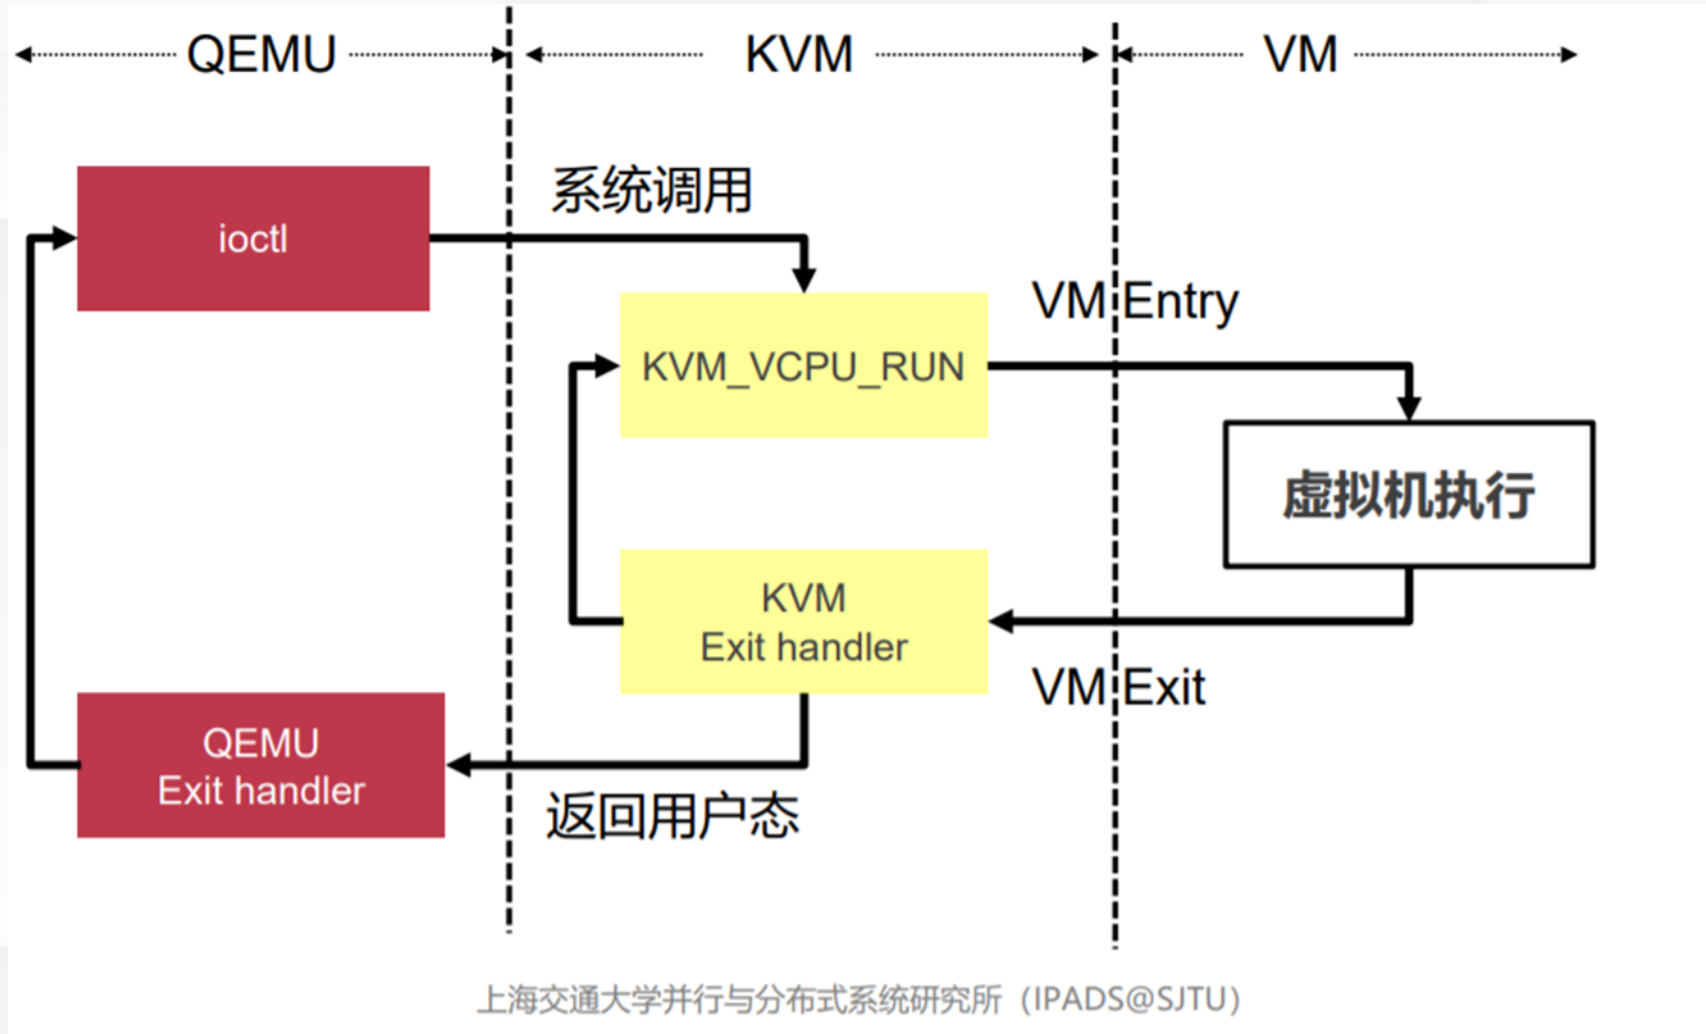 QEMU
KVM
VM
系统调用
ioctl
VM Entry
KVM_VCPU_RUN
虚拟机执行
KVM
Exit handler
VM Exit
QEMU
Exit handler
返回用户态
上海交通大学并行与分布式系统研究所（IPADS@SJTU）